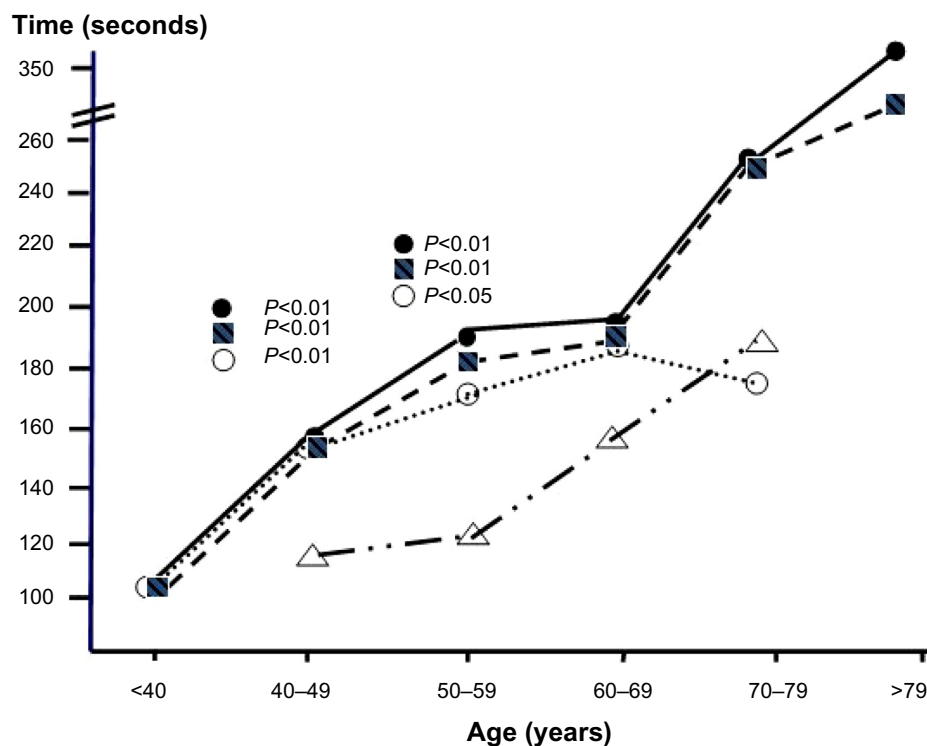 Time (seconds)
350
260
240
220
200
180
160
140
120
100
P<0.01
P<0.01
P<0.05
P<0.01
P<0.01
P<0.01
<40
40–49
50–59
60–69
70–79
>79
Age (years)